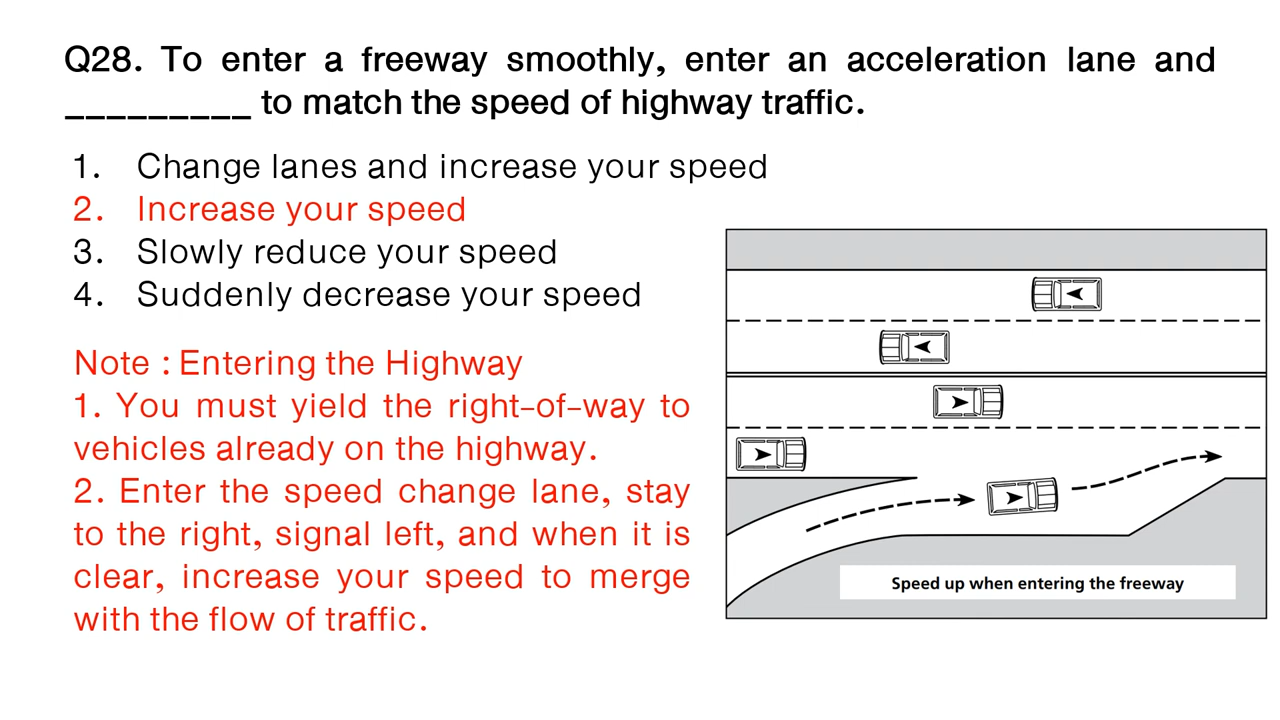 Q28. To enter a freeway smoothly, enter an acceleration lane and
_________ to match the speed of highway traffic.
1. Change lanes and increase your speed
2. Increase your speed
3. Slowly reduce your speed
4. Suddenly decrease your speed
Note : Entering the Highway
1. You must yield the right-of-way to
vehicles already on the highway.
2. Enter the speed change lane, stay
to the right, signal left, and when it is
clear, increase your speed to merge
with the flow of traffic.
Speed up when entering the freeway